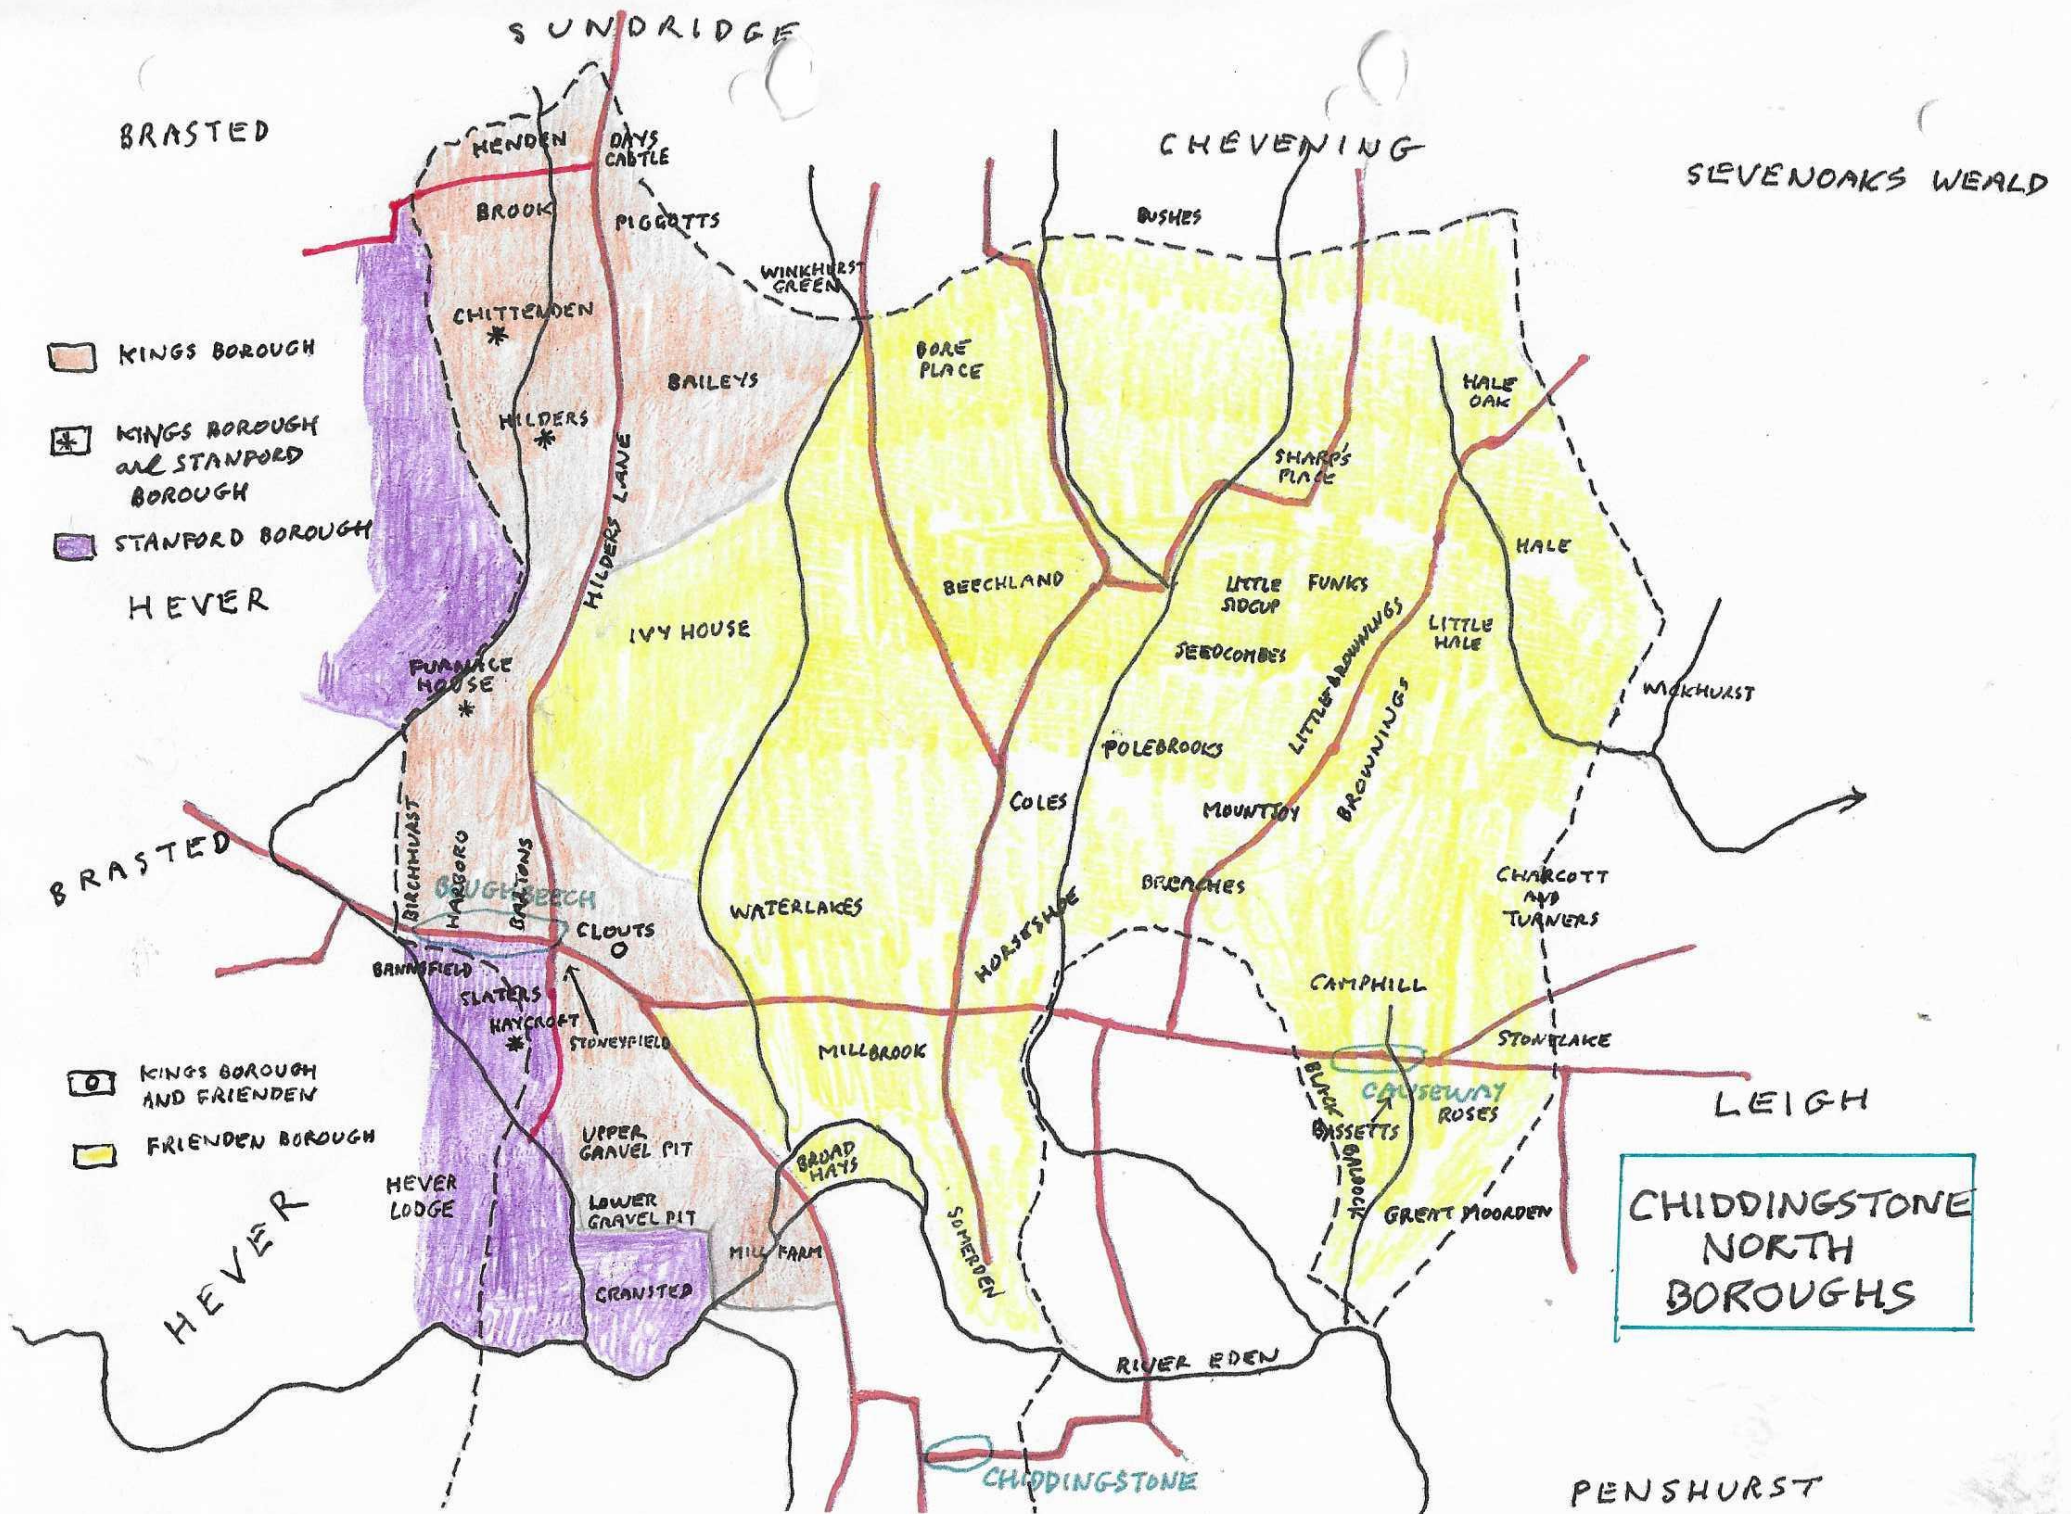 SUNDRIDGE
BRASTED
CHEVENING
SEVENOAKS WEALD
HENDEN
DAYS
CASTLE
BROOK
PIGGOTTS
BUSHES
WINKHURST
GREEN
CHITTENDEN
*
KINGS BOROUGH
BORE
PLACE
BAILEYS
HALE
OAK
HILDERS
*
* KINGS BOROUGH
and STANFORD
BOROUGH
HILDERS LANE
SHARPS
PLACE
STANFORD BOROUGH
HALE
HEVER
BEECHLAND
LITTLE
SIDCUP
FUNKS
IVY HOUSE
LITTLE
HALE
SEEDCOMBES
LITTLE BROWNINGS
BROWNINGS
FURNACE
HOUSE
*
WICKHURST
POLEBROOKS
COLES
MOUNTJOY
BRASTED
BIRCHHURST
HARBORO
BARTONS
BOUGH BEECH
BREACHES
CHARCOTT
AND
TURNERS
WATERLAKES
CLOUTS
O
HORSESHOE
BANNSFIELD
SLATERS
CAMPHILL
HAYCROFT
*
STONEYFIELD
MILLBROOK
STONELAKE
O KINGS BOROUGH
AND FRIENDEN
CAUSEWAY
BLACK
BALDOCK
ROSES
BASSETTS
LEIGH
FRIENDEN BOROUGH
UPPER
GRAVEL PIT
BROAD
HAYS
HEVER
LODGE
LOWER
GRAVEL PIT
GREAT MOORDEN
CHIDDINGSTONE
NORTH
BOROUGHS
HEVER
MILL FARM
SOMERDEN
GRANSTED
RIVER EDEN
CHIDDINGSTONE
PENSHURST